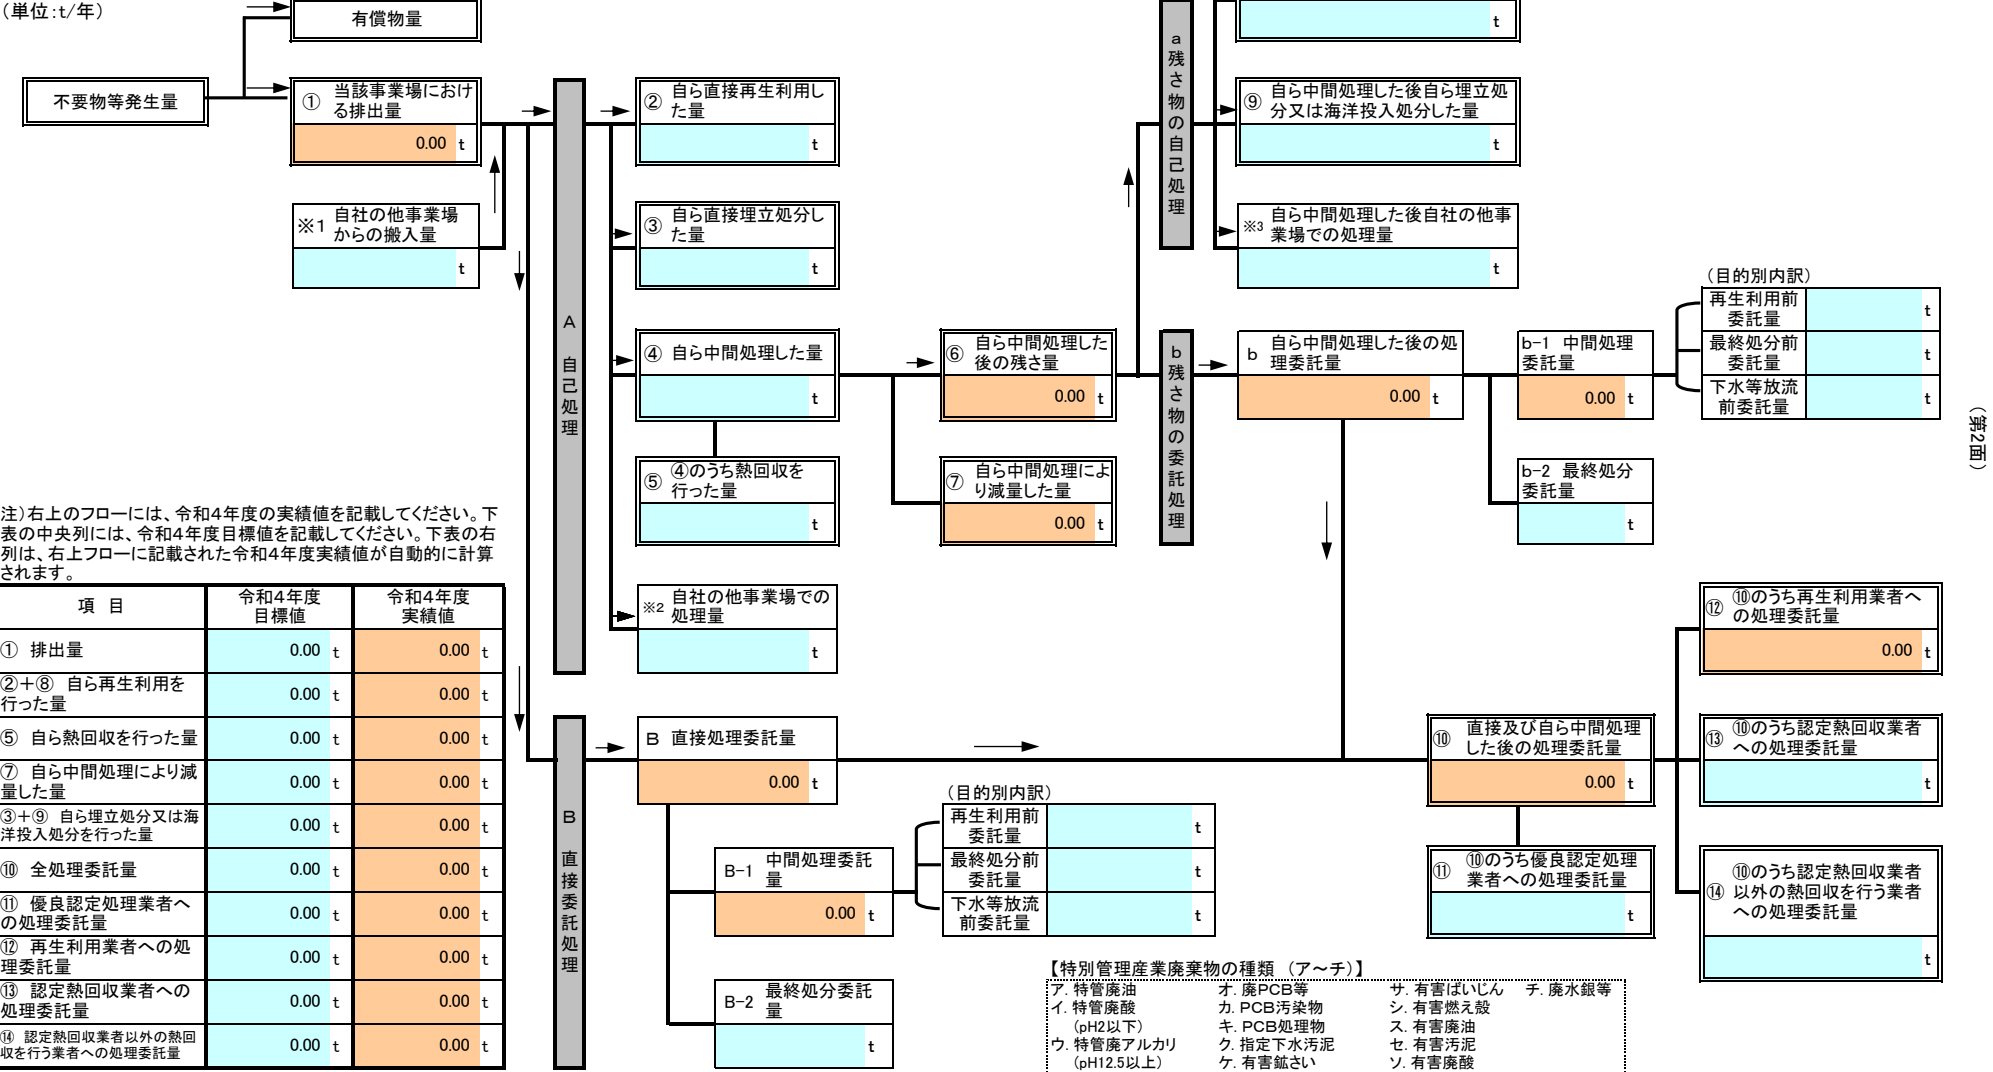 （単位:t/年）
有償物量
不要物等発生量
① 当該事業場におけ
る排出量
0.00 t
※1 自社の他事業場
からの搬入量
t
A
自己処理
② 自ら直接再生利用し
た量
t
③ 自ら直接埋立処分し
た量
t
④ 自ら中間処理した量
t
⑤ ④のうち熱回収を
行った量
t
※2 自社の他事業場での
処理量
t
⑥ 自ら中間処理した
後の残さ量
0.00 t
⑦ 自ら中間処理によ
り減量した量
0.00 t
a
残さ物の自己処理
t
⑨ 自ら中間処理した後自ら埋立処
分又は海洋投入処分した量
t
※3 自ら中間処理した後自社の他事
業場での処理量
t
b
残さ物の委託処理
b 自ら中間処理した後の処
理委託量
0.00 t
b-1 中間処理
委託量
0.00 t
b-2 最終処分
委託量
t
（目的別内訳）
再生利用前
委託量
t
最終処分前
委託量
t
下水等放流
前委託量
t
（第2面）
注）右上のフローには、令和4年度の実績値を記載してください。下
表の中央列には、令和4年度目標値を記載してください。下表の右
列は、右上フローに記載された令和4年度実績値が自動的に計算
されます。
項 目 令和4年度
目標値 令和4年度
実績値
① 排出量 0.00 t 0.00 t
②＋⑧ 自ら再生利用を
行った量 0.00 t 0.00 t
⑤ 自ら熱回収を行った量 0.00 t 0.00 t
⑦ 自ら中間処理により減
量した量 0.00 t 0.00 t
③＋⑨ 自ら埋立処分又は海
洋投入処分を行った量 0.00 t 0.00 t
⑩ 全処理委託量 0.00 t 0.00 t
⑪ 優良認定処理業者へ
の処理委託量 0.00 t 0.00 t
⑫ 再生利用業者への処
理委託量 0.00 t 0.00 t
⑬ 認定熱回収業者への
処理委託量 0.00 t 0.00 t
⑭ 認定熱回収業者以外の熱回
収を行う業者への処理委託量 0.00 t 0.00 t
B
直接委託処理
B 直接処理委託量
0.00 t
B-1 中間処理委託
量
0.00 t
B-2 最終処分委託
量
t
（目的別内訳）
再生利用前
委託量
t
最終処分前
委託量
t
下水等放流
前委託量
t
⑩ 直接及び自ら中間処理
した後の処理委託量
0.00 t
⑪ ⑩のうち優良認定処理
業者への処理委託量
t
⑫ ⑩のうち再生利用業者へ
の処理委託量
0.00 t
⑬ ⑩のうち認定熱回収業者
への処理委託量
t
⑭ ⑩のうち認定熱回収業者
以外の熱回収を行う業者
への処理委託量
t
【特別管理産業廃棄物の種類 （ア～チ）】
ア. 特管廃油 オ. 廃PCB等 サ. 有害ばいじん チ. 廃水銀等
イ. 特管廃酸 カ. PCB汚染物 シ. 有害燃え殻
（pH2以下） キ. PCB処理物 ス. 有害廃油
ウ. 特管廃アルカリ ク. 指定下水汚泥 セ. 有害汚泥
（pH12.5以上） ケ. 有害鉱さい ソ. 有害廃酸